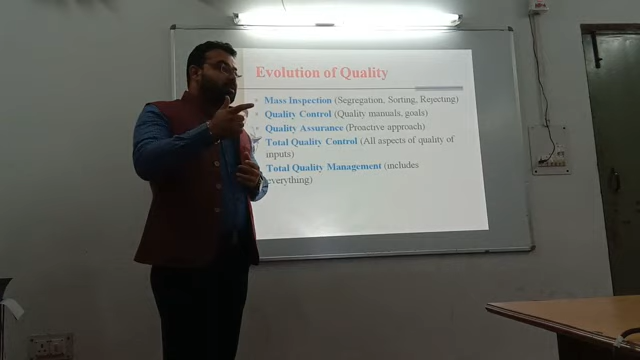 Evolution of Quality
Mass Inspection (Segregation, Sorting, Rejecting)
Quality Control (Quality manuals, goals)
Quality Assurance (Proactive approach)
Total Quality Control (All aspects of quality of
inputs)
Total Quality Management (includes
everything)